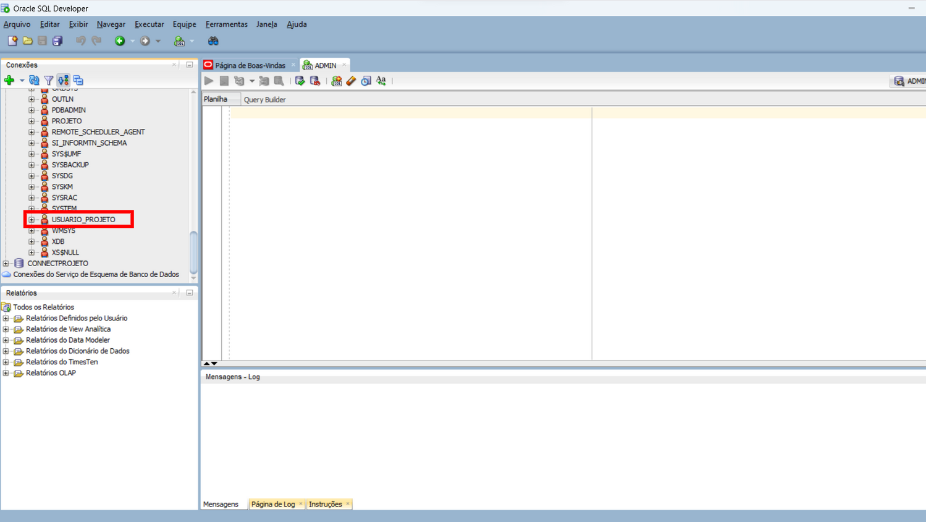 Oracle SQL Developer
Arquivo Editar Exibir Navegar Executar Equipe Ferramentas Janela Ajuda
Conexões
OUTLN
PDBADMIN
PROJETO
REMOTE_SCHEDULER_AGENT
SI_INFORMTN_SCHEMA
SYS$UMF
SYSBACKUP
SYSDG
SYSKM
SYSRAC
SYSTEM
USUARIO_PROJETO
WMSYS
XDB
XS$NULL
CONNECTPROJETO
Conexões do Serviço de Esquema de Banco de Dados
Relatórios
Todos os Relatórios
Relatórios Definidos pelo Usuário
Relatórios de View Analítica
Relatórios do Data Modeler
Relatórios do Dicionário de Dados
Relatórios do TimesTen
Relatórios OLAP
Página de Boas-Vindas ADMIN
ADMIN
Planilha Query Builder
Mensagens - Log
Mensagens Página de Log Instruções